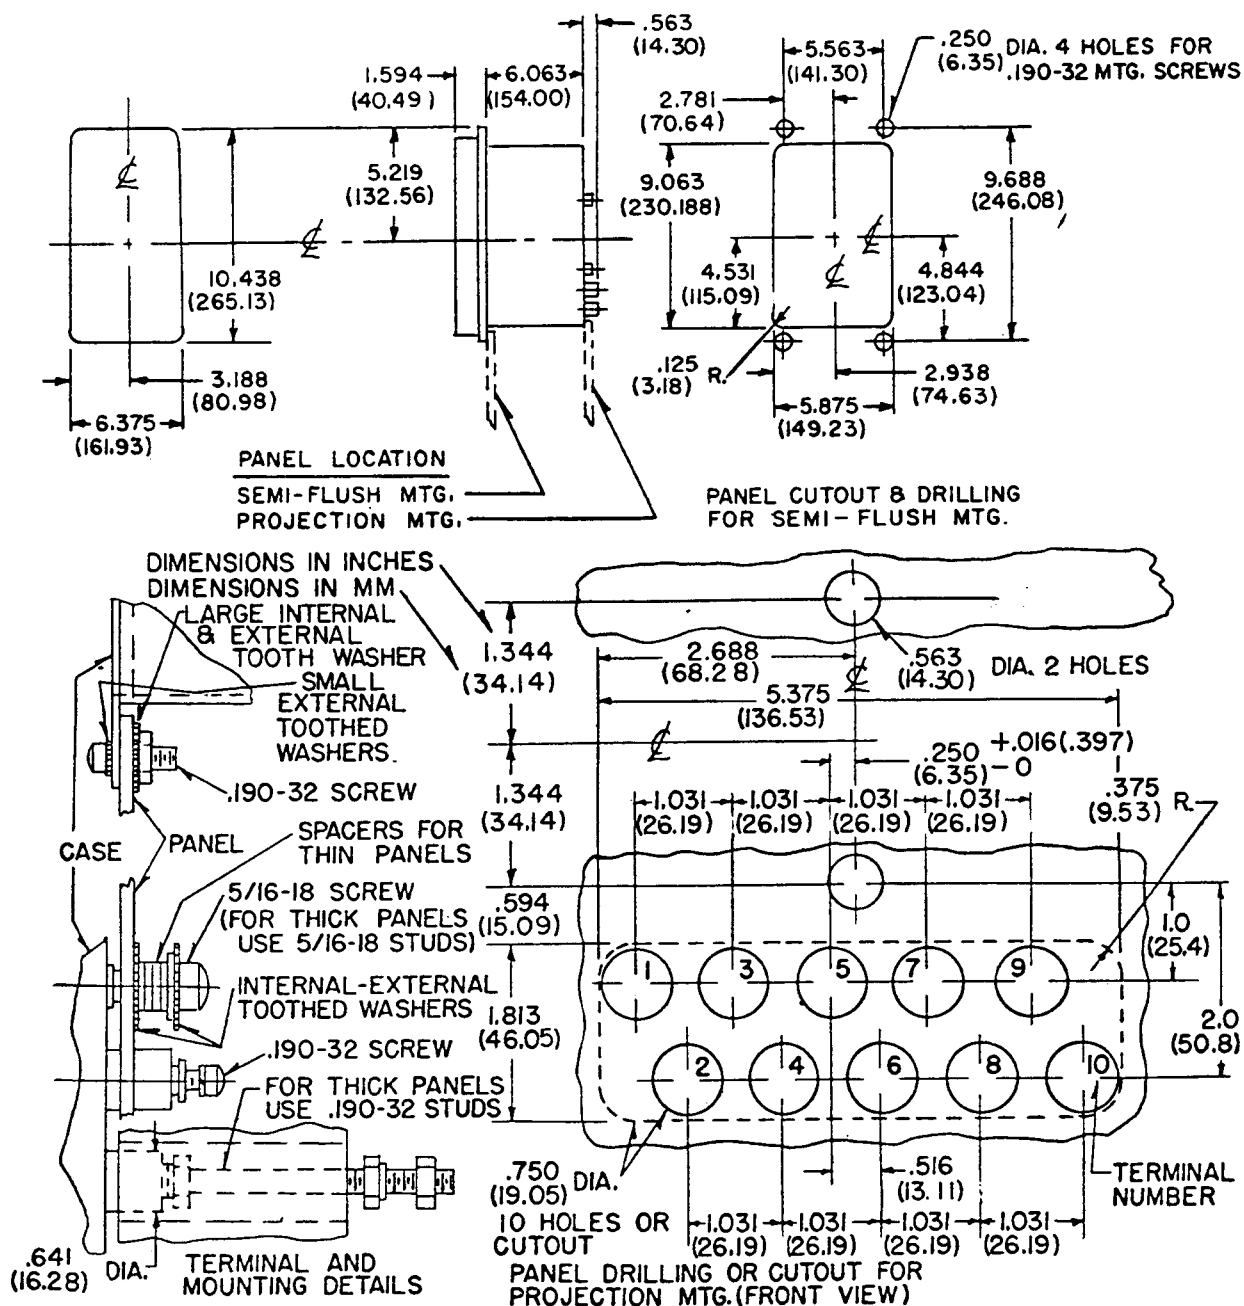 .563
(14.30)
1.594
(40.49)
6.063
(154.00)
5.563
(141.30)
.250
(6.35)
DIA. 4 HOLES FOR
.190-32 MTG. SCREWS
2.781
(70.64)
5.219
(132.56)
9.063
(230.188)
9.688
(246.08)
10.438
(265.13)
4.531
(115.09)
4.844
(123.04)
3.188
(80.98)
.125
(3.18)
R.
2.938
(74.63)
6.375
(161.93)
5.875
(149.23)
PANEL LOCATION
SEMI-FLUSH MTG.
PROJECTION MTG.
PANEL CUTOUT & DRILLING
FOR SEMI-FLUSH MTG.
DIMENSIONS IN INCHES
DIMENSIONS IN MM
LARGE INTERNAL
& EXTERNAL
TOOTH WASHER
SMALL
EXTERNAL
TOOTHED
WASHERS.
.190-32 SCREW
CASE
PANEL
SPACERS FOR
THIN PANELS
5/16-18 SCREW
(FOR THICK PANELS
USE 5/16-18 STUDS)
INTERNAL-EXTERNAL
TOOTHED WASHERS
.190-32 SCREW
FOR THICK PANELS
USE .190-32 STUDS
.641
(16.28)
DIA.
TERMINAL AND
MOUNTING DETAILS
1.344
(34.14)
2.688
(68.28)
.563
(14.30)
DIA. 2 HOLES
5.375
(136.53)
.250
(6.35)
+.016(.397)
-0
1.344
(34.14)
1.031
(26.19)
1.031
(26.19)
1.031
(26.19)
1.031
(26.19)
.375
(9.53)
R.
.594
(15.09)
1.0
(25.4)
1
3
5
7
9
1.813
(46.05)
2.0
(50.8)
2
4
6
8
10
.750
(19.05)
DIA.
10 HOLES OR
CUTOUT
.516
(13.11)
TERMINAL
NUMBER
1.031
(26.19)
1.031
(26.19)
1.031
(26.19)
1.031
(26.19)
PANEL DRILLING OR CUTOUT FOR
PROJECTION MTG.(FRONT VIEW)